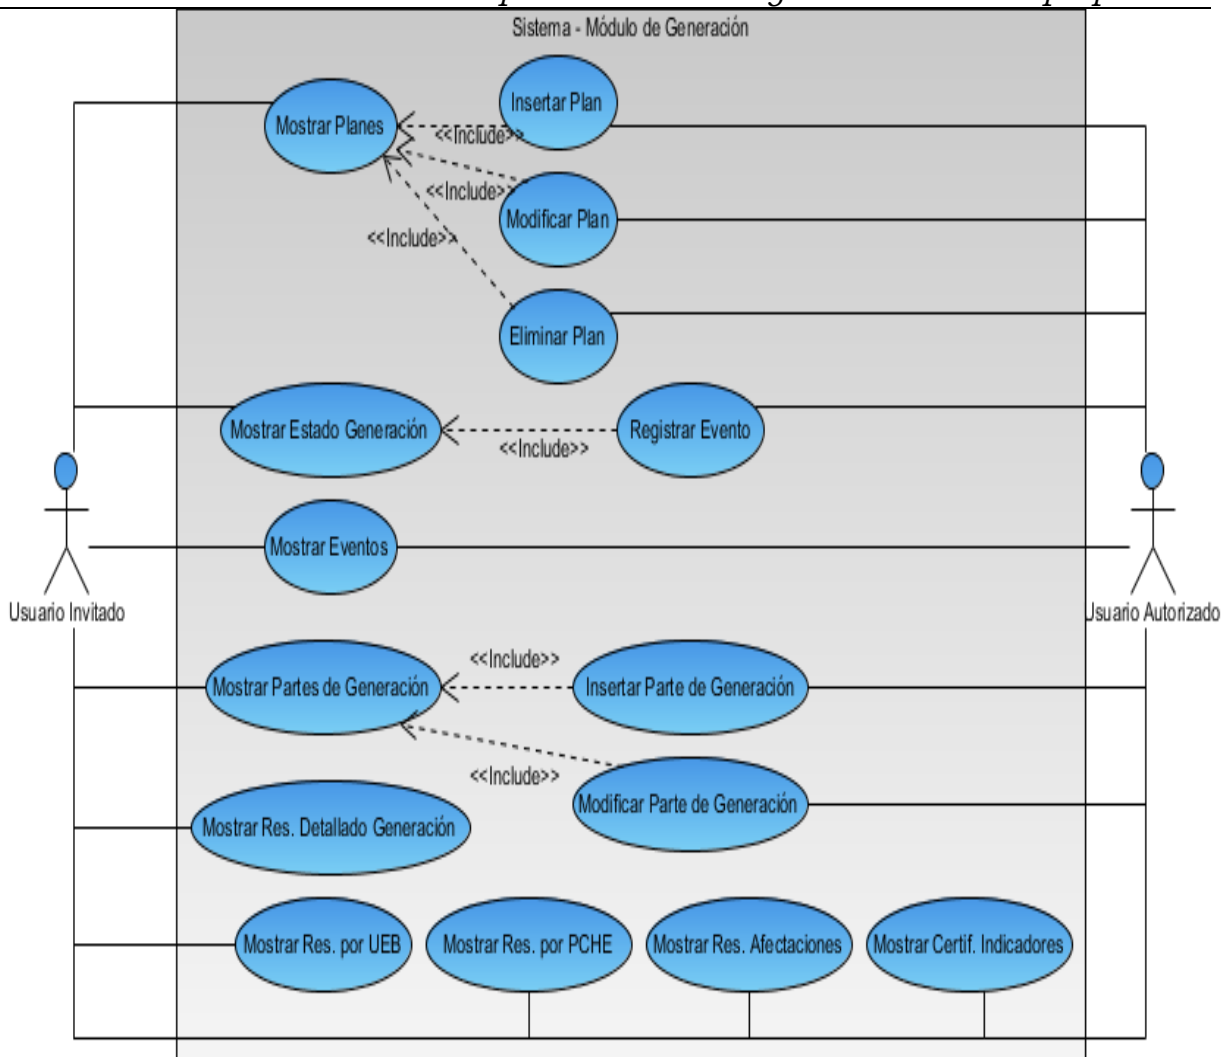 Sistema - Módulo de Generación
Insertar Plan
Mostrar Planes
<<Include>>
<<Include>>
Modificar Plan
<<Include>>
Eliminar Plan
Mostrar Estado Generación
Registrar Evento
<<Include>>
Mostrar Eventos
Usuario Invitado
Usuario Autorizado
<<Include>>
Mostrar Partes de Generación
Insertar Parte de Generación
<<Include>>
Modificar Parte de Generación
Mostrar Res. Detallado Generación
Mostrar Res. por UEB
Mostrar Res. por PCHE
Mostrar Res. Afectaciones
Mostrar Certif. Indicadores